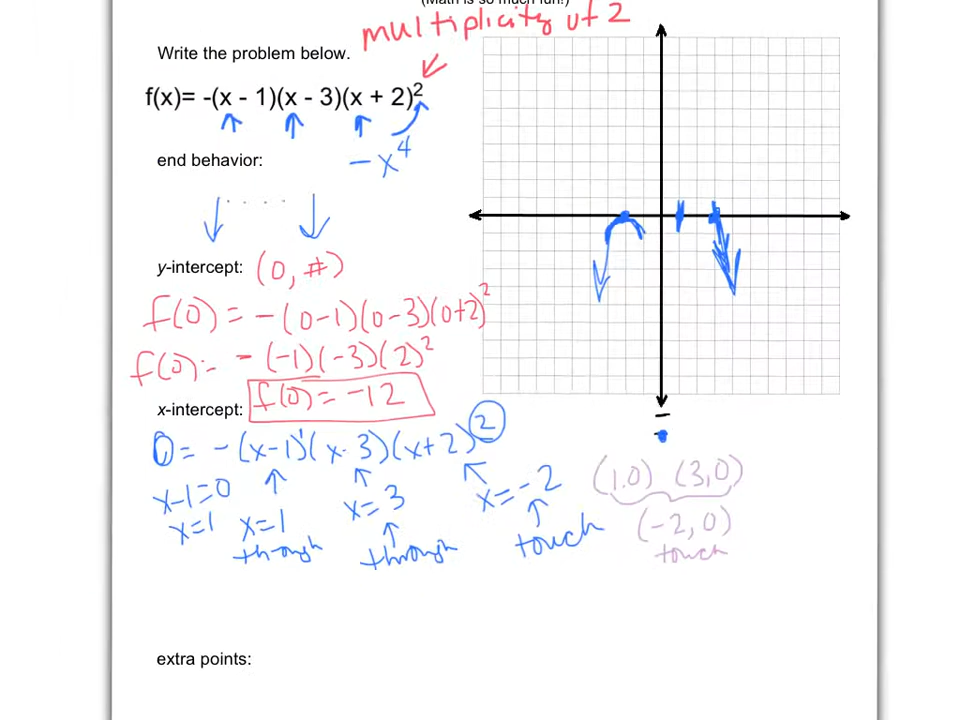 (Math is so much fun!)
multiplicity of 2
Write the problem below.
f(x)= -(x - 1)(x - 3)(x + 2)²
-x⁴
end behavior:
y-intercept: (0, #)
f(0) = -(0-1)(0-3)(0+2)²
f(0) = -(-1)(-3)(2)²
f(0) = -12
x-intercept:
0 = -(x-1)¹(x-3)(x+2)²
x-1=0
x=1
x=1
through
x=3
through
x=-2
touch
(1,0) (3,0)
(-2,0)
touch
extra points: